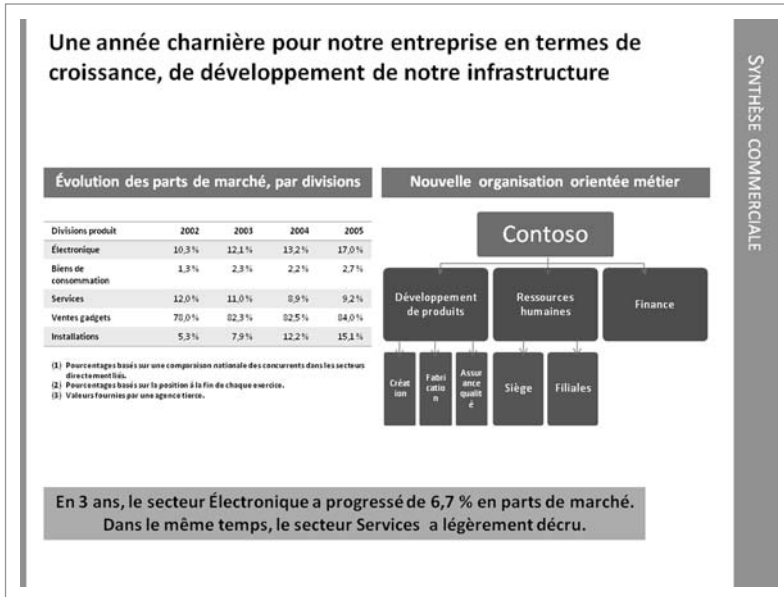 Une année charnière pour notre entreprise en termes de
croissance, de développement de notre infrastructure
SYNTHÈSE COMMERCIALE
Évolution des parts de marché, par divisions
Divisions produit 2002 2003 2004 2005
Électronique 10,3% 12,1% 13,2% 17,0%
Biens de
consommation 1,3% 2,3% 2,2% 2,7%
Services 12,0% 11,0% 8,9% 9,2%
Ventes gadgets 78,0% 82,3% 82,5% 84,0%
Installations 5,3% 7,9% 12,2% 15,1%
(1) Pourcentages basés sur une comparaison nationale des concurrents dans les secteurs
directement liés.
(2) Pourcentages basés sur la position à la fin de chaque exercice.
(3) Valeurs fournies par une agence tierce.
Nouvelle organisation orientée métier
Contoso
Développement
de produits
Ressources
humaines
Finance
Créat
ion
Fabri
catio
n
Assur
ance
qualit
é
Siège
Filiales
En 3 ans, le secteur Électronique a progressé de 6,7 % en parts de marché.
Dans le même temps, le secteur Services a légèrement décru.